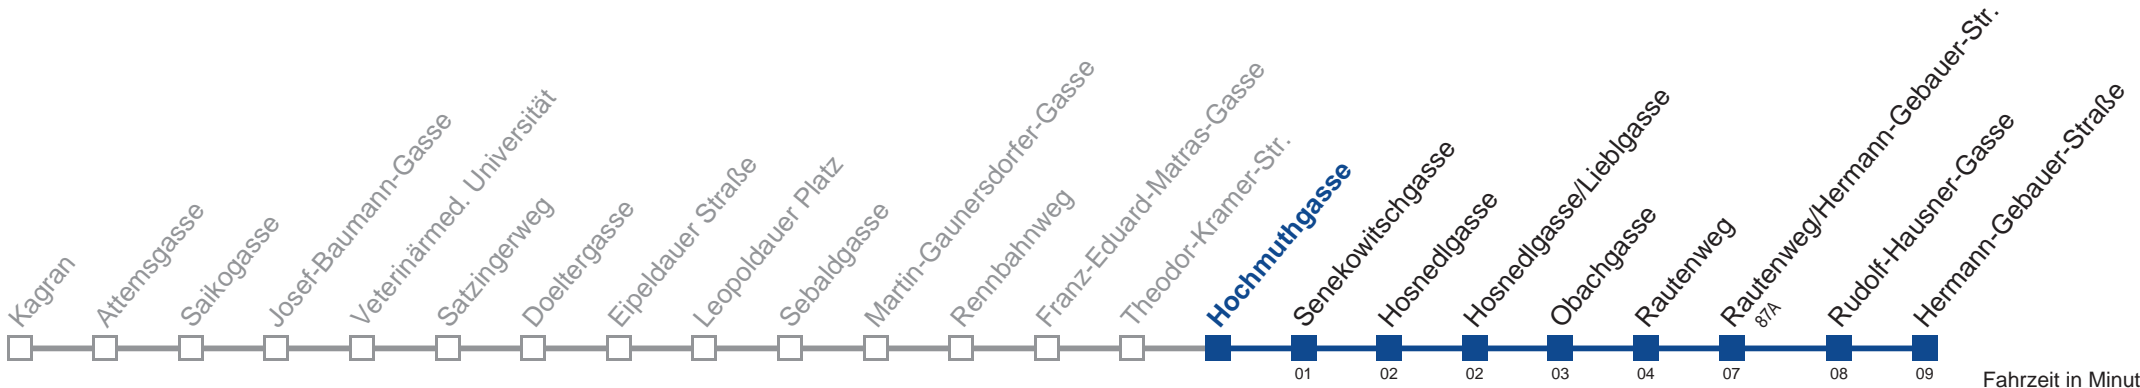 Kagran
Attemsgasse
Saikogasse
Josef-Baumann-Gasse
Veterinärmed. Universität
Satzingerweg
Doeltergasse
Eipeldauer Straße
Leopoldauer Platz
Sebaldgasse
Martin-Gaunersdorfer-Gasse
Rennbahnweg
Franz-Eduard-Matras-Gasse
Theodor-Kramer-Str.
Hochmuthgasse
Senekowitschgasse
Hosnedlgasse
Hosnedlgasse/Lieblgasse
Obachgasse
Rautenweg
Rautenweg/Hermann-Gebauer-Str.
87A
Rudolf-Hausner-Gasse
Hermann-Gebauer-Straße
01 02 02 03 04 07 08 09
Fahrzeit in Minut